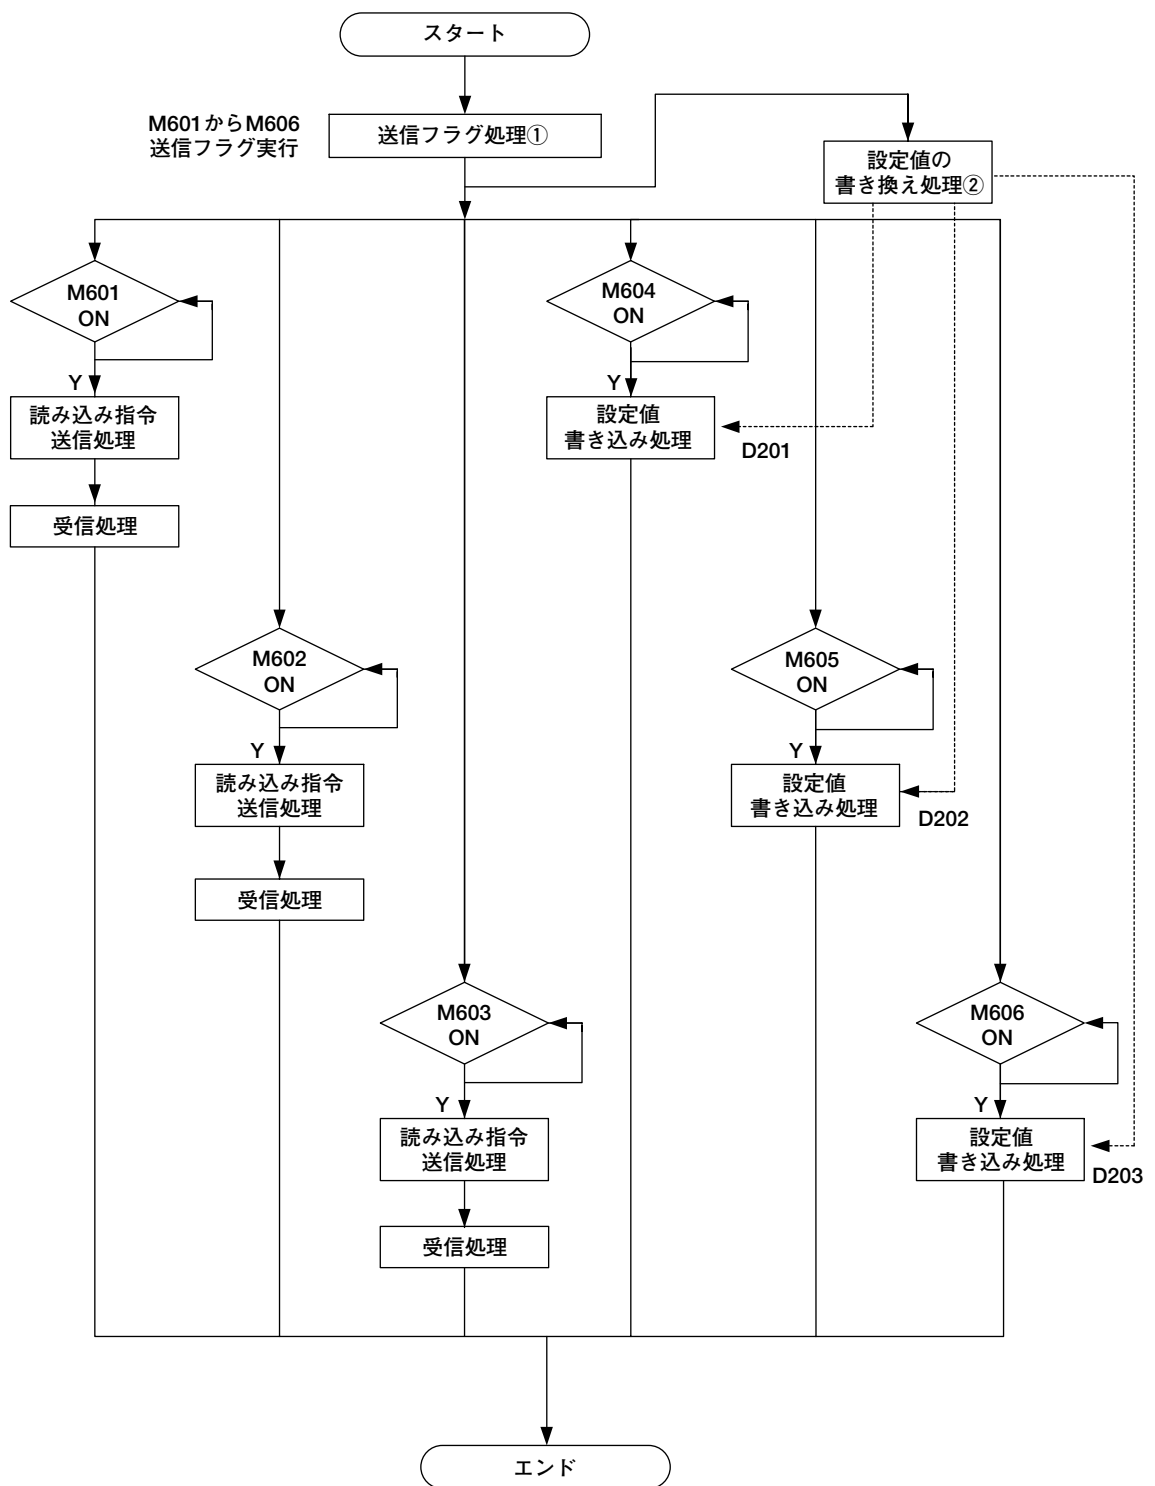 スタート
M601からM606
送信フラグ実行
送信フラグ処理①
設定値の
書き換え処理②
M601
ON
Y
読み込み指令
送信処理
受信処理
M604
ON
Y
設定値
書き込み処理
D201
M602
ON
Y
読み込み指令
送信処理
受信処理
M605
ON
Y
設定値
書き込み処理
D202
M603
ON
Y
読み込み指令
送信処理
受信処理
M606
ON
Y
設定値
書き込み処理
D203
エンド